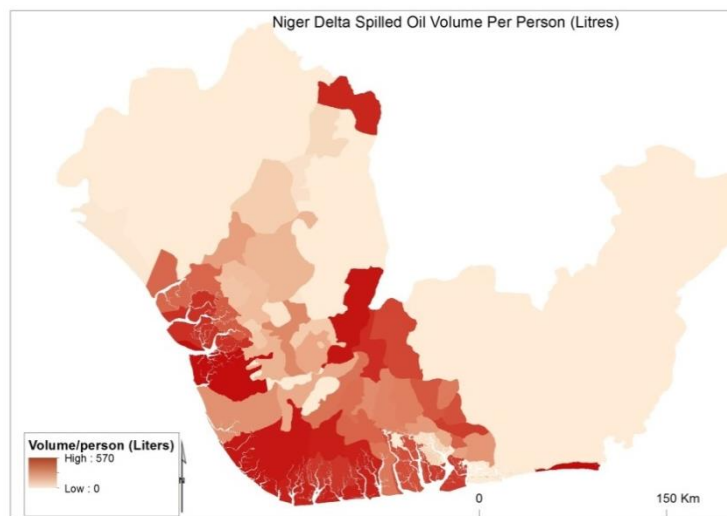 Niger Delta Spilled Oil Volume Per Person (Litres)
Volume/person (Liters)
High : 570
Low : 0
N
0 150 Km